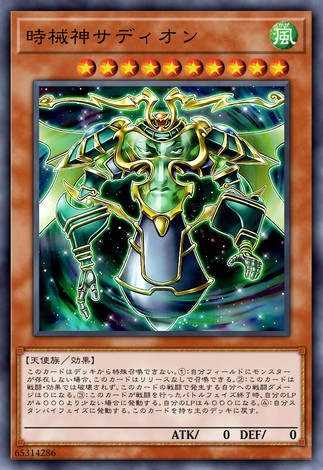 時械神サディオン
風
【天使族／効果】
このカードはデッキから特殊召喚できない。①:自分フィールドにモンスター
が存在しない場合、このカードはリリースなしで召喚できる。②:このカードは
戦闘・効果では破壊されず、このカードの戦闘で発生する自分への戦闘ダメー
ジは０になる。③:このカードが戦闘を行ったバトルフェイズ終了時、自分のLP
が４０００より少ない場合に発動する。自分のLPは４０００になる。④:自分ス
タンバイフェイズに発動する。このカードを持ち主のデッキに戻す。
ATK/ 0 DEF/ 0
65314286